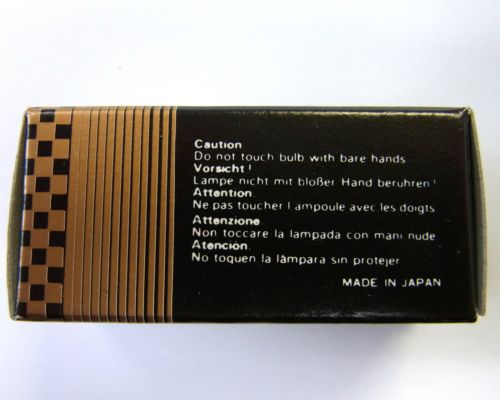 Caution
Do not touch bulb with bare hands
Vorsicht!
Lampe nicht mit bloßer Hand berühren!
Attention
Ne pas toucher l ampoule avec les doigts
Attenzione
Non toccare la lampada con mani nude
Atención.
No toquen la lámpara sin protejer
MADE IN JAPAN